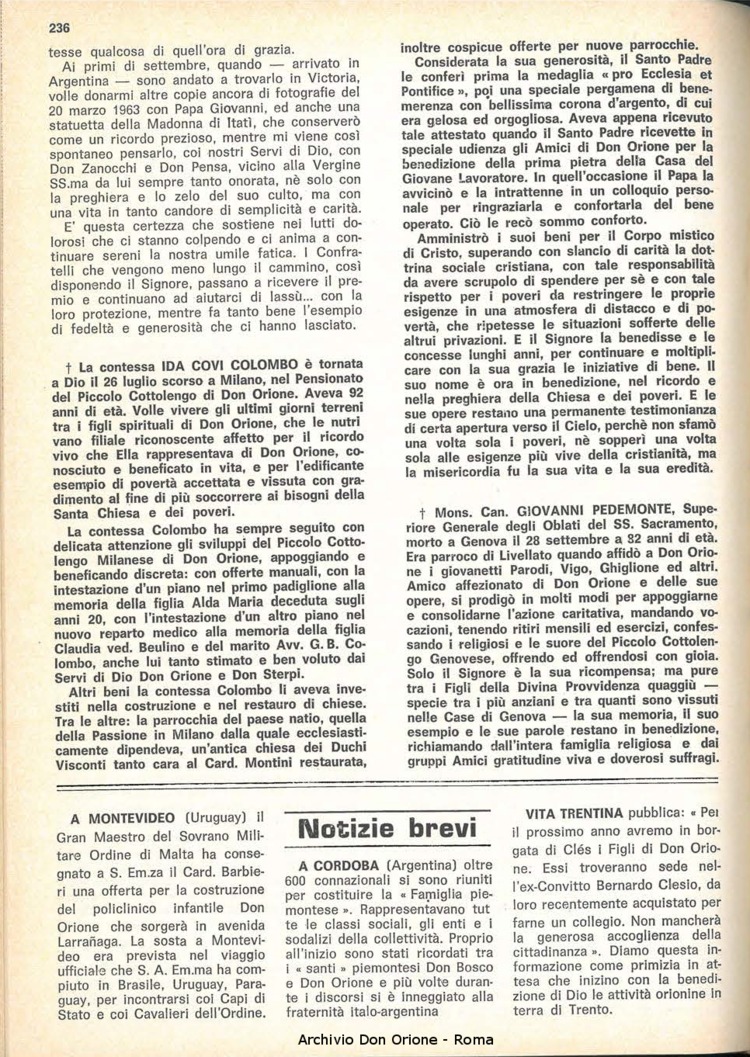 236
tesse qualcosa di quell'ora di grazia.
Ai primi di settembre, quando — arrivato in
Argentina — sono andato a trovarlo in Victoria,
volle donarmi altre copie ancora di fotografie del
20 marzo 1963 con Papa Giovanni, ed anche una
statuetta della Madonna di Itatì, che conserverò
come un ricordo prezioso, mentre mi viene così
spontaneo pensarlo, coi nostri Servi di Dio, con
Don Zanocchi e Don Pensa, vicino alla Vergine
SS.ma da lui sempre tanto onorata, nè solo con
la preghiera e lo zelo del suo culto, ma con
una vita in tanto candore di semplicità e carità.
E' questa certezza che sostiene nei lutti do-
lorosi che ci stanno colpendo e ci anima a con-
tinuare sereni la nostra umile fatica. I Confra-
telli che vengono meno lungo il cammino, così
disponendo il Signore, passano a ricevere il pre-
mio e continuano ad aiutarci di lassù... con la
loro protezione, mentre fa tanto bene l'esempio
di fedeltà e generosità che ci hanno lasciato.
† La contessa IDA COVI COLOMBO è tornata
a Dio il 26 luglio scorso a Milano, nel Pensionato
del Piccolo Cottolengo di Don Orione. Aveva 92
anni di età. Volle vivere gli ultimi giorni terreni
tra i figli spirituali di Don Orione, che le nutri
vano filiale riconoscente affetto per il ricordo
vivo che Ella rappresentava di Don Orione, co-
nosciuto e beneficato in vita, e per l'edificante
esempio di povertà accettata e vissuta con gra-
dimento al fine di più soccorrere ai bisogni della
Santa Chiesa e dei poveri.
La contessa Colombo ha sempre seguito con
delicata attenzione gli sviluppi del Piccolo Cotto-
lengo Milanese di Don Orione, appoggiando e
beneficando discreta: con offerte manuali, con la
intestazione d'un piano nel primo padiglione alla
memoria della figlia Alda Maria deceduta sugli
anni 20, con l'intestazione d'un altro piano nel
nuovo reparto medico alla memoria della figlia
Claudia ved. Beulino e del marito Avv. G. B. Co-
lombo, anche lui tanto stimato e ben voluto dai
Servi di Dio Don Orione e Don Sterpi.
Altri beni la contessa Colombo li aveva inve-
stiti nella costruzione e nel restauro di chiese.
Tra le altre: la parrocchia del paese natio, quella
della Passione in Milano dalla quale ecclesiasti-
camente dipendeva, un'antica chiesa dei Duchi
Visconti tanto cara al Card. Montini restaurata,
inoltre cospicue offerte per nuove parrocchie.
Considerata la sua generosità, il Santo Padre
le conferì prima la medaglia « pro Ecclesia et
Pontifice », poi una speciale pergamena di bene-
merenza con bellissima corona d'argento, di cui
era gelosa ed orgogliosa. Aveva appena ricevuto
tale attestato quando il Santo Padre ricevette in
speciale udienza gli Amici di Don Orione per la
benedizione della prima pietra della Casa del
Giovane Lavoratore. In quell'occasione il Papa la
avvicinò e la intrattenne in un colloquio perso-
nale per ringraziarla e confortarla del bene
operato. Ciò le recò sommo conforto.
Amministrò i suoi beni per il Corpo mistico
di Cristo, superando con slancio di carità la dot-
trina sociale cristiana, con tale responsabilità
da avere scrupolo di spendere per sè e con tale
rispetto per i poveri da restringere le proprie
esigenze in una atmosfera di distacco e di po-
vertà, che ripetesse le situazioni sofferte delle
altrui privazioni. E il Signore la benedisse e le
concesse lunghi anni, per continuare e moltipli-
care con la sua grazia le iniziative di bene. Il
suo nome è ora in benedizione, nel ricordo e
nella preghiera della Chiesa e dei poveri. E le
sue opere restano una permanente testimonianza
di certa apertura verso il Cielo, perchè non sfamò
una volta sola i poveri, nè sopperì una volta
sola alle esigenze più vive della cristianità, ma
la misericordia fu la sua vita e la sua eredità.
† Mons. Can. GIOVANNI PEDEMONTE, Supe-
riore Generale degli Oblati del SS. Sacramento,
morto a Genova il 28 settembre a 82 anni di età.
Era parroco di Livellato quando affidò a Don Orio-
ne i giovanetti Parodi, Vigo, Ghiglione ed altri.
Amico affezionato di Don Orione e delle sue
opere, si prodigò in molti modi per appoggiarne
e consolidarne l'azione caritativa, mandando vo-
cazioni, tenendo ritiri mensili ed esercizi, confes-
sando i religiosi e le suore del Piccolo Cottolen-
go Genovese, offrendo ed offrendosi con gioia.
Solo il Signore è la sua ricompensa; ma pure
tra i Figli della Divina Provvidenza quaggiù —
specie tra i più anziani e tra quanti sono vissuti
nelle Case di Genova — la sua memoria, il suo
esempio e le sue parole restano in benedizione,
richiamando dall'intera famiglia religiosa e dai
gruppi Amici gratitudine viva e doverosi suffragi.
A MONTEVIDEO (Uruguay) il
Gran Maestro del Sovrano Mili-
tare Ordine di Malta ha conse-
gnato a S. Em.za il Card. Barbie-
ri una offerta per la costruzione
del policlinico infantile Don
Orione che sorgerà in avenida
Larrañaga. La sosta a Montevi-
deo era prevista nel viaggio
ufficiale che S. A. Em.ma ha com-
piuto in Brasile, Uruguay, Para-
guay, per incontrarsi coi Capi di
Stato e coi Cavalieri dell'Ordine.
Notizie brevi
A CORDOBA (Argentina) oltre
600 connazionali si sono riuniti
per costituire la « Famiglia pie-
montese ». Rappresentavano tut
te le classi sociali, gli enti e i
sodalizi della collettività. Proprio
all'inizio sono stati ricordati tra
i « santi » piemontesi Don Bosco
e Don Orione e più volte duran-
te i discorsi si è inneggiato alla
fraternità italo-argentina
VITA TRENTINA pubblica: « Per
il prossimo anno avremo in bor-
gata di Clés i Figli di Don Orio-
ne. Essi troveranno sede nel-
l'ex-Convitto Bernardo Clesio, da
loro recentemente acquistato per
farne un collegio. Non mancherà
la generosa accoglienza della
cittadinanza ». Diamo questa in-
formazione come primizia in at-
tesa che inizino con la benedi-
zione di Dio le attività orionine in
terra di Trento.
Archivio Don Orione - Roma